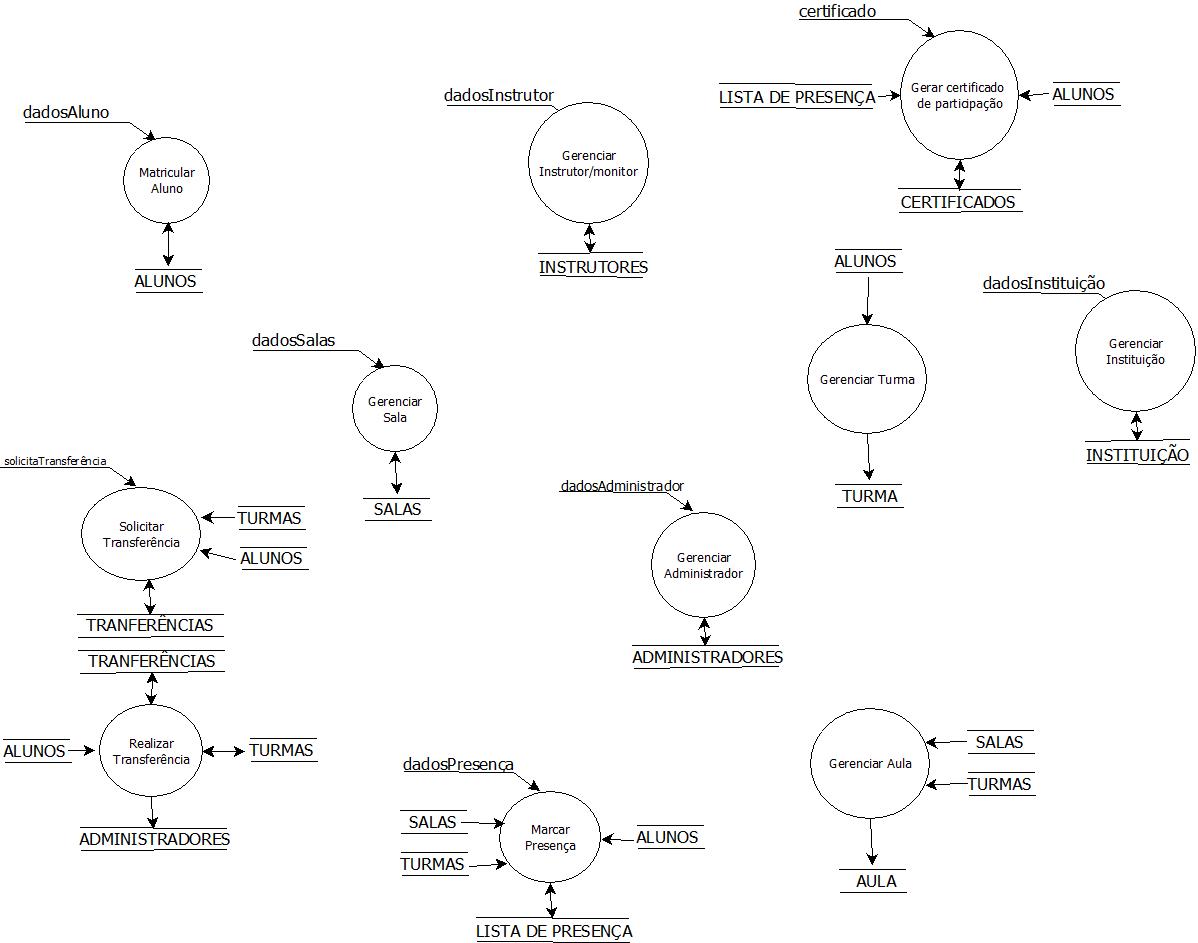 certificado
LISTA DE PRESENÇA
Gerar certificado
de participação
ALUNOS
CERTIFICADOS
dadosAluno
Matricular
Aluno
ALUNOS
dadosInstrutor
Gerenciar
Instrutor/monitor
INSTRUTORES
ALUNOS
Gerenciar Turma
TURMA
dadosInstituição
Gerenciar
Instituição
INSTITUIÇÃO
dadosSalas
Gerenciar
Sala
SALAS
solicitaTransferência
Solicitar
Transferência
TURMAS
ALUNOS
TRANFERÊNCIAS
dadosAdministrador
Gerenciar
Administrador
ADMINISTRADORES
TRANFERÊNCIAS
ALUNOS
Realizar
Transferência
TURMAS
ADMINISTRADORES
dadosPresença
SALAS
TURMAS
Marcar
Presença
ALUNOS
LISTA DE PRESENÇA
Gerenciar Aula
SALAS
TURMAS
AULA